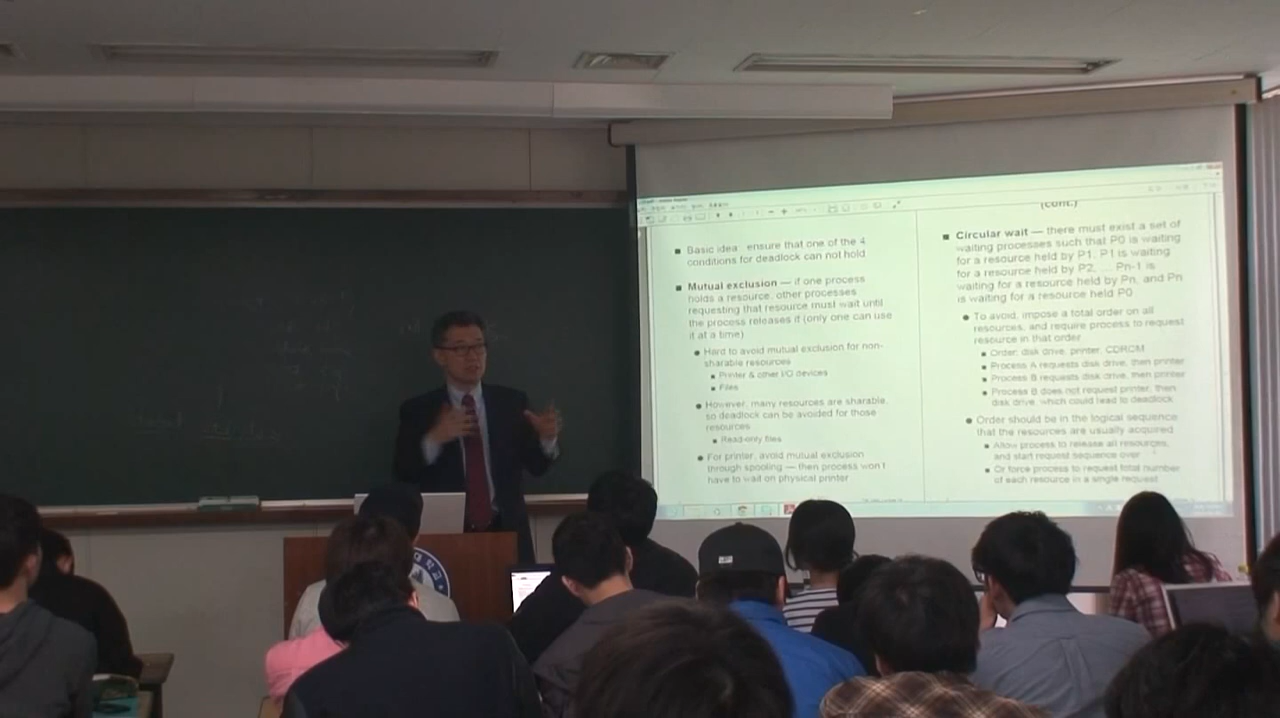 Basic idea: ensure that one of the 4
conditions for deadlock can not hold
Mutual exclusion — if one process
holds a resource, other processes
requesting that resource must wait until
the process releases it (only one can use
it at a time)
Hard to avoid mutual exclusion for non-
sharable resources
Printer & other I/O devices
Files
However, many resources are sharable,
so deadlock can be avoided for those
resources
Read-only files
For printer, avoid mutual exclusion
through spooling — then process won't
have to wait on physical printer
(cont.)
Circular wait — there must exist a set of
waiting processes such that P0 is waiting
for a resource held by P1, P1 is waiting
for a resource held by P2, ... Pn-1 is
waiting for a resource held by Pn, and Pn
is waiting for a resource held P0
To avoid, impose a total order on all
resources, and require process to request
resource in that order
Order: disk drive, printer, CDROM
Process A requests disk drive, then printer
Process B requests disk drive, then printer
Process B does not request printer, then
disk drive, which could lead to deadlock
Order should be in the logical sequence
that the resources are usually acquired
Allow process to release all resources,
and start request sequence over
Or force process to request total number
of each resource in a single request
대학교